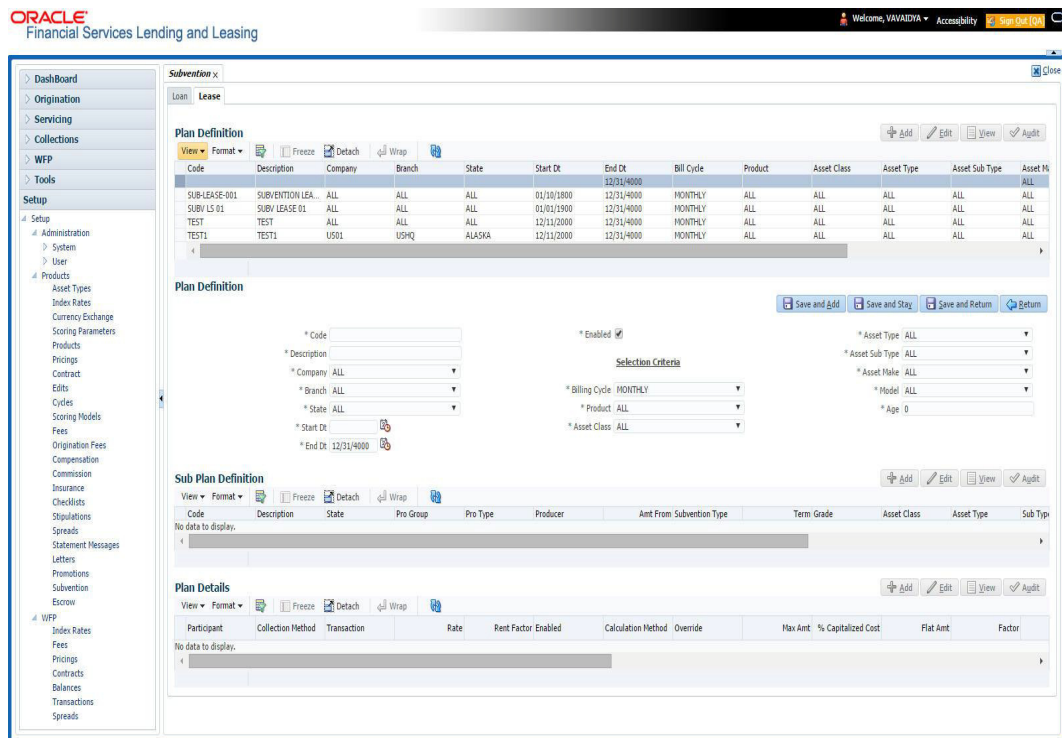 ORACLE
Financial Services Lending and Leasing
Welcome, VAVAIDYA Accessibility Sign Out [QA]
Close
DashBoard
Origination
Servicing
Collections
WFP
Tools
Setup
Setup
Administration
System
User
Products
Asset Types
Index Rates
Currency Exchange
Scoring Parameters
Products
Pricings
Contract
Edits
Cycles
Scoring Models
Fees
Origination Fees
Compensation
Commission
Insurance
Checklists
Stipulations
Spreads
Statement Messages
Letters
Promotions
Subvention
Escrow
WFP
Index Rates
Fees
Pricings
Contracts
Balances
Transactions
Spreads
Subvention x
Loan Lease
Plan Definition
Add Edit View Audit
View Format Freeze Detach Wrap
Code Description Company Branch State Start Dt End Dt Bill Cycle Product Asset Class Asset Type Asset Sub Type Asset M
12/31/4000 ALL
SUB-LEASE-001 SUBVENTION LEA... ALL ALL ALL 01/10/1800 12/31/4000 MONTHLY ALL ALL ALL ALL ALL
SUBV LS 01 SUBV LEASE 01 ALL ALL ALL 01/01/1900 12/31/4000 MONTHLY ALL ALL ALL ALL ALL
TEST TEST ALL ALL ALL 12/11/2000 12/31/4000 MONTHLY ALL ALL ALL ALL ALL
TEST1 TEST1 US01 USHQ ALASKA 12/11/2000 12/31/4000 MONTHLY ALL ALL ALL ALL ALL
Plan Definition
Save and Add Save and Stay Save and Return Return
* Code
* Description
* Company ALL
* Branch ALL
* State ALL
* Start Dt
* End Dt 12/31/4000
* Enabled
Selection Criteria
* Billing Cycle MONTHLY
* Product ALL
* Asset Class ALL
* Asset Type ALL
* Asset Sub Type ALL
* Asset Make ALL
* Model ALL
* Age 0
Sub Plan Definition
Add Edit View Audit
View Format Freeze Detach Wrap
Code Description State Pro Group Pro Type Producer Amt From Subvention Type Term Grade Asset Class Asset Type Sub Type
No data to display.
Plan Details
Add Edit View Audit
View Format Freeze Detach Wrap
Participant Collection Method Transaction Rate Rent Factor Enabled Calculation Method Override Max Amt % Capitalized Cost Flat Amt Factor
No data to display.